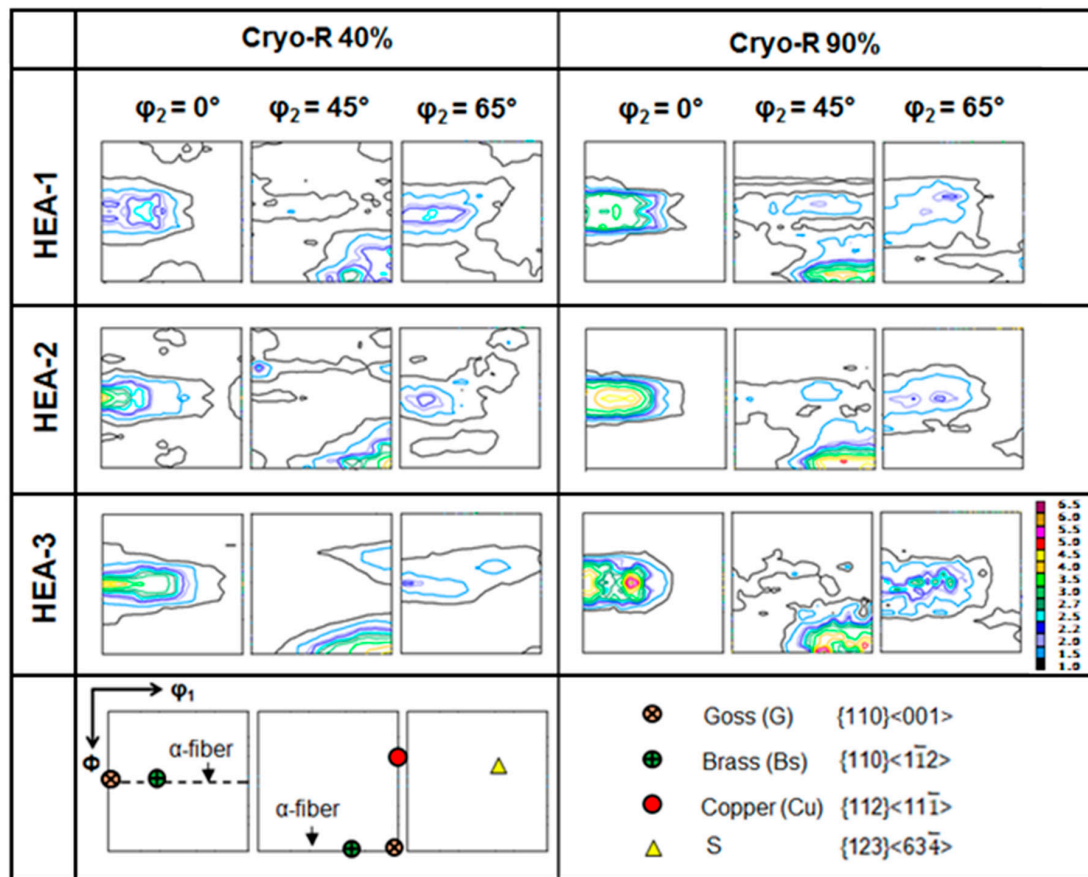 Cryo-R 40%
Cryo-R 90%
φ₂ = 0°
φ₂ = 45°
φ₂ = 65°
φ₂ = 0°
φ₂ = 45°
φ₂ = 65°
HEA-1
HEA-2
HEA-3
6.5
6.0
5.5
5.0
4.5
4.0
3.5
3.0
2.7
2.5
2.2
2.0
1.5
1.0
φ₁
Φ
α-fiber
α-fiber
Goss (G) {110}<001>
Brass (Bs) {110}<11̅2>
Copper (Cu) {112}<111̅>
S {123}<634̅>